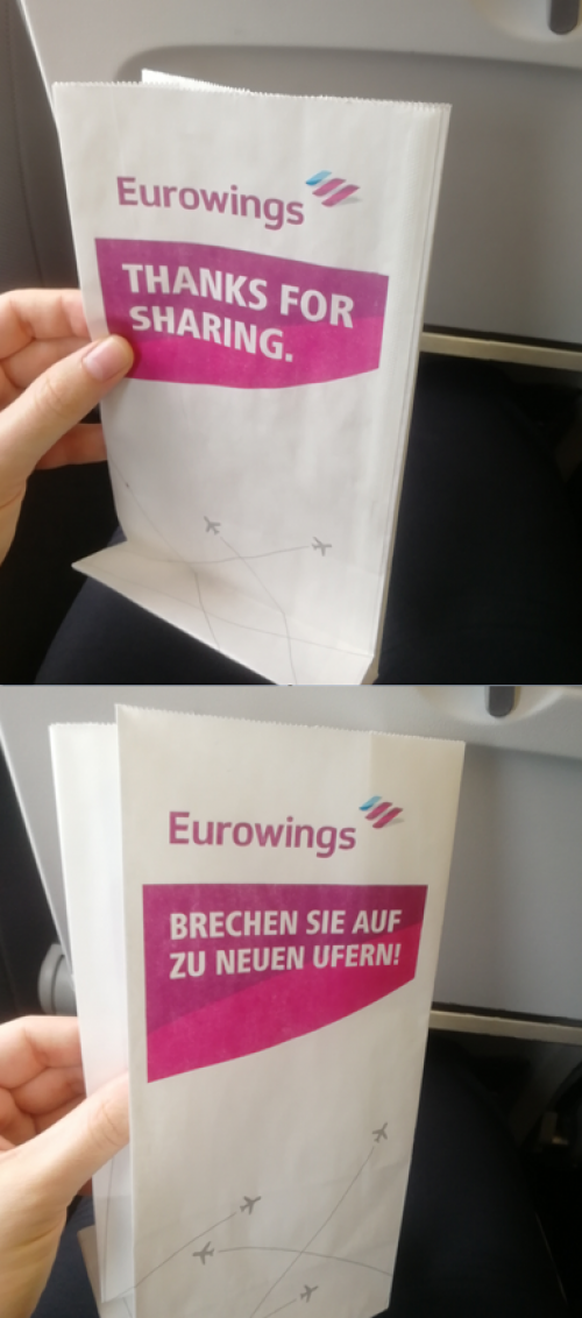 Eurowings
THANKS FOR
SHARING.
Eurowings
BRECHEN SIE AUF
ZU NEUEN UFERN!